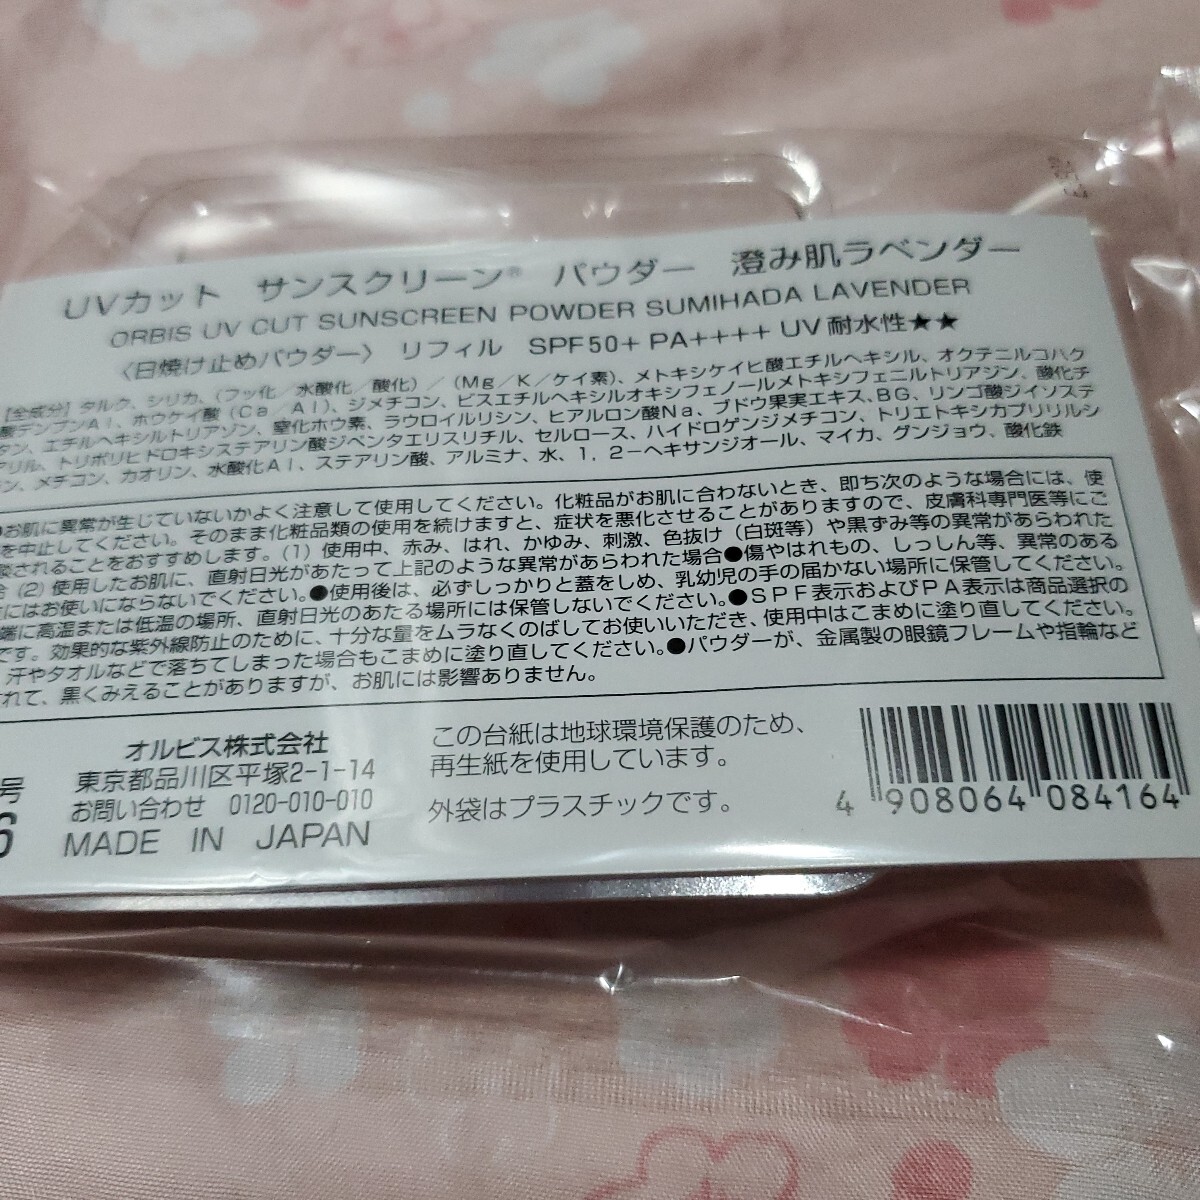 UVカット サンスクリーン® パウダー 澄み肌ラベンダー
ORBIS UV CUT SUNSCREEN POWDER SUMIHADA LAVENDER
〈日焼け止めパウダー〉 リフィル SPF50+ PA++++ UV耐水性★★
【全成分】タルク、シリカ、(フッ化/水酸化/酸化)/(Mg/K/ケイ素)、メトキシケイヒ酸エチルヘキシル、オクテニルコハク
酸デンプンAl、ホウケイ酸(Ca/Al)、ジメチコン、ビスエチルヘキシルオキシフェノールメトキシフェニルトリアジン、酸化チ
タン、エチルヘキシルトリアゾン、窒化ホウ素、ラウロイルリシン、ヒアルロン酸Na、ブドウ果実エキス、BG、リンゴ酸ジイソステ
アリル、トリポリヒドロキシステアリン酸ジペンタエリスリチル、セルロース、ハイドロゲンジメチコン、トリエトキシカプリリルシ
ン、メチコン、カオリン、水酸化Al、ステアリン酸、アルミナ、水、1,2-ヘキサンジオール、マイカ、グンジョウ、酸化鉄
●お肌に異常が生じていないかよく注意して使用してください。化粧品がお肌に合わないとき、即ち次のような場合には、使
を中止してください。そのまま化粧品類の使用を続けますと、症状を悪化させることがありますので、皮膚科専門医等にご
談されることをおすすめします。(1)使用中、赤み、はれ、かゆみ、刺激、色抜け(白斑等)や黒ずみ等の異常があらわれた
合(2)使用したお肌に、直射日光があたって上記のような異常があらわれた場合●傷やはれもの、しっしん等、異常のある
にはお使いにならないでください。●使用後は、必ずしっかりと蓋をしめ、乳幼児の手の届かない場所に保管してください。
端に高温または低温の場所、直射日光のあたる場所には保管しないでください。●SPF表示およびPA表示は商品選択の
です。効果的な紫外線防止のために、十分な量をムラなくのばしてお使いいただき、使用中はこまめに塗り直してください。
汗やタオルなどで落ちてしまった場合もこまめに塗り直してください。●パウダーが、金属製の眼鏡フレームや指輪など
れて、黒くみえることがありますが、お肌には影響ありません。
号
6
オルビス株式会社
東京都品川区平塚2-1-14
お問い合わせ 0120-010-010
MADE IN JAPAN
この台紙は地球環境保護のため、
再生紙を使用しています。
外袋はプラスチックです。
4 908064 084164